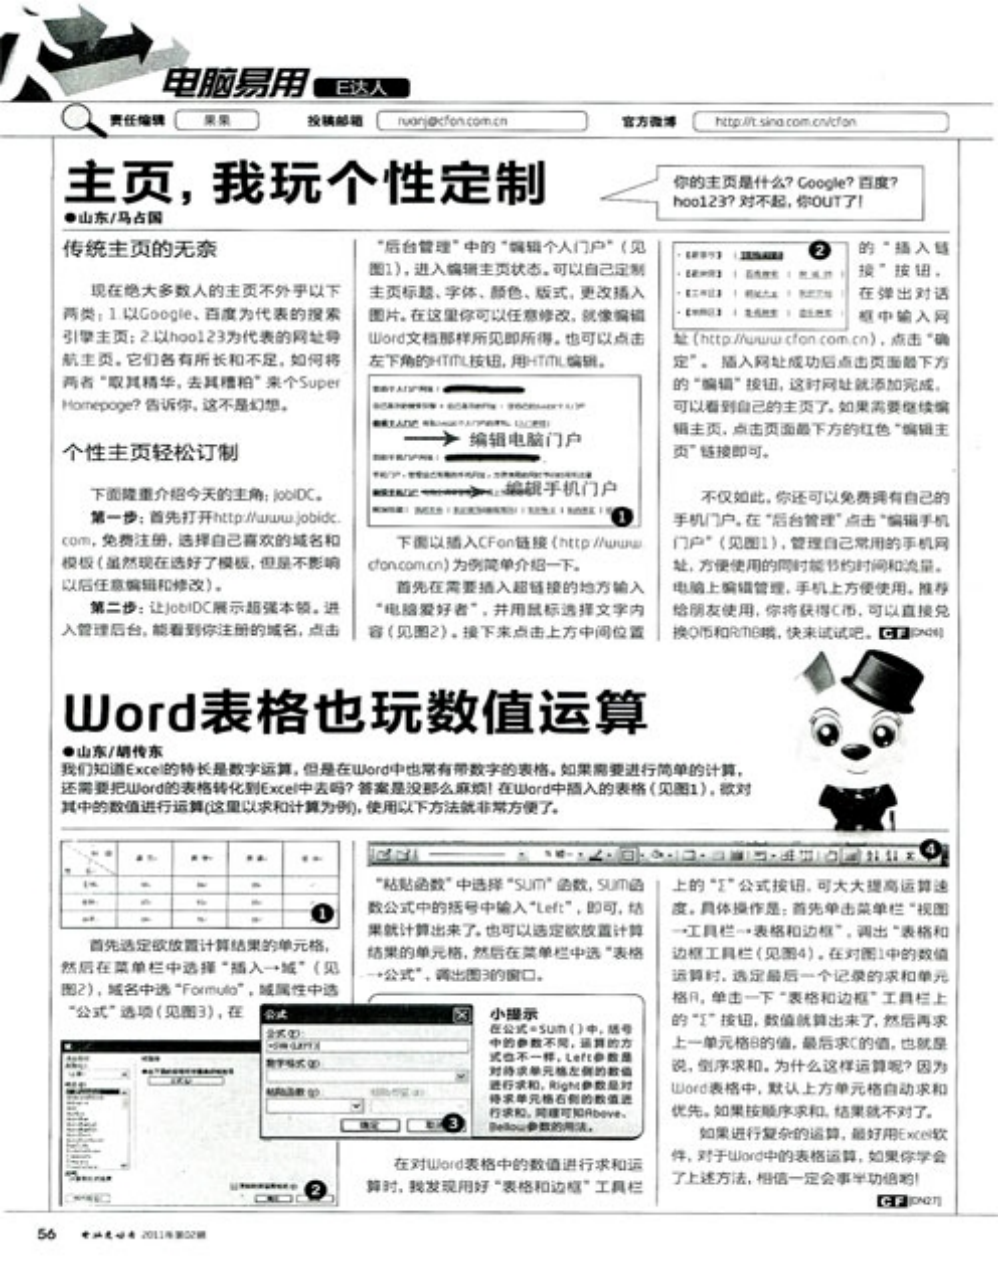 电脑易用 E达人
责任编辑 果果 投稿邮箱 ruanj@cfan.com.cn 官方微博 http://t.sina.com.cn/cfan
主页，我玩个性定制
●山东/马占国
你的主页是什么？Google？百度？
hao123？对不起，你OUT了！
传统主页的无奈
现在绝大多数人的主页不外乎以下
两类：1.以Google、百度为代表的搜索
引擎主页；2.以hao123为代表的网址导
航主页。它们各有所长和不足，如何将
两者“取其精华，去其糟粕”来个Super
Homepage？告诉你，这不是幻想。
个性主页轻松订制
下面隆重介绍今天的主角：jobIDC。
第一步：首先打开http://www.jobidc.
com，免费注册，选择自己喜欢的域名和
模板（虽然现在选好了模板，但是不影响
以后任意编辑和修改）。
第二步：让JobIDC展示超强本领。进
入管理后台，能看到你注册的域名，点击
“后台管理”中的“编辑个人门户”（见
图1），进入编辑主页状态。可以自己定制
主页标题、字体、颜色、版式，更改插入
图片。在这里你可以任意修改，就像编辑
Word文档那样所见即所得。也可以点击
左下角的HTML按钮，用HTML编辑。
编辑电脑门户
编辑手机门户
1
下面以插入CFan链接（http://www.
cfan.com.cn）为例简单介绍一下。
首先在需要插入超链接的地方输入
“电脑爱好者”，并用鼠标选择文字内
容（见图2）。接下来点击上方中间位置
2
的“插入链
接”按钮，
在弹出对话
框中输入网
址（http://www.cfan.com.cn），点击“确
定”。 插入网址成功后点击页面最下方
的“编辑”按钮，这时网址就添加完成，
可以看到自己的主页了。如果需要继续编
辑主页，点击页面最下方的红色“编辑主
页”链接即可。
不仅如此，你还可以免费拥有自己的
手机门户。在“后台管理”点击“编辑手机
门户”（见图1），管理自己常用的手机网
址，方便使用的同时能节约时间和流量。
电脑上编辑管理，手机上方便使用。推荐
给朋友使用，你将获得C币，可以直接兑
换Q币和RMB哦，快来试试吧。CF[DN26]
Word表格也玩数值运算
●山东/胡传东
我们知道Excel的特长是数字运算，但是在Word中也常有带数字的表格。如果需要进行简单的计算，
还需要把Word的表格转化到Excel中去吗？答案是没那么麻烦！在Word中插入的表格（见图1），欲对
其中的数值进行运算(这里以求和计算为例)，使用以下方法就非常方便了。
1
首先选定欲放置计算结果的单元格，
然后在菜单栏中选择“插入→域”（见
图2），域名中选“Formula”，域属性中选
“公式”选项（见图3），在
2
公式
公式(F):
=SUM(LEFT)
数字格式(N):
粘贴函数(U):
确定
3
4
“粘贴函数”中选择“SUM”函数，SUM函
数公式中的括号中输入“Left”，即可，结
果就计算出来了。也可以选定欲放置计算
结果的单元格，然后在菜单栏中选“表格
→公式”，调出图3的窗口。
小提示
在公式=SUM（）中，括号
中的参数不同，运算的方
式也不一样，Left参数是
对待求单元格左侧的数值
进行求和，Right参数是对
待求单元格右侧的数值进
行求和，同理可知Above、
Bellow参数的用法。
在对Word表格中的数值进行求和运
算时，我发现用好“表格和边框”工具栏
上的“Σ”公式按钮，可大大提高运算速
度。具体操作是：首先单击菜单栏“视图
→工具栏→表格和边框”，调出“表格和
边框工具栏（见图4）。在对图1中的数值
运算时，选定最后一个记录的求和单元
格A，单击一下“表格和边框”工具栏上
的“Σ”按钮，数值就算出来了，然后再求
上一单元格B的值，最后求C的值，也就是
说，倒序求和。为什么这样运算呢？因为
Word表格中，默认上方单元格自动求和
优先。如果按顺序求和，结果就不对了。
如果进行复杂的运算，最好用Excel软
件，对于Word中的表格运算，如果你学会
了上述方法，相信一定会事半功倍哟！
CF[DN27]
56 电脑爱好者 2011年第02期